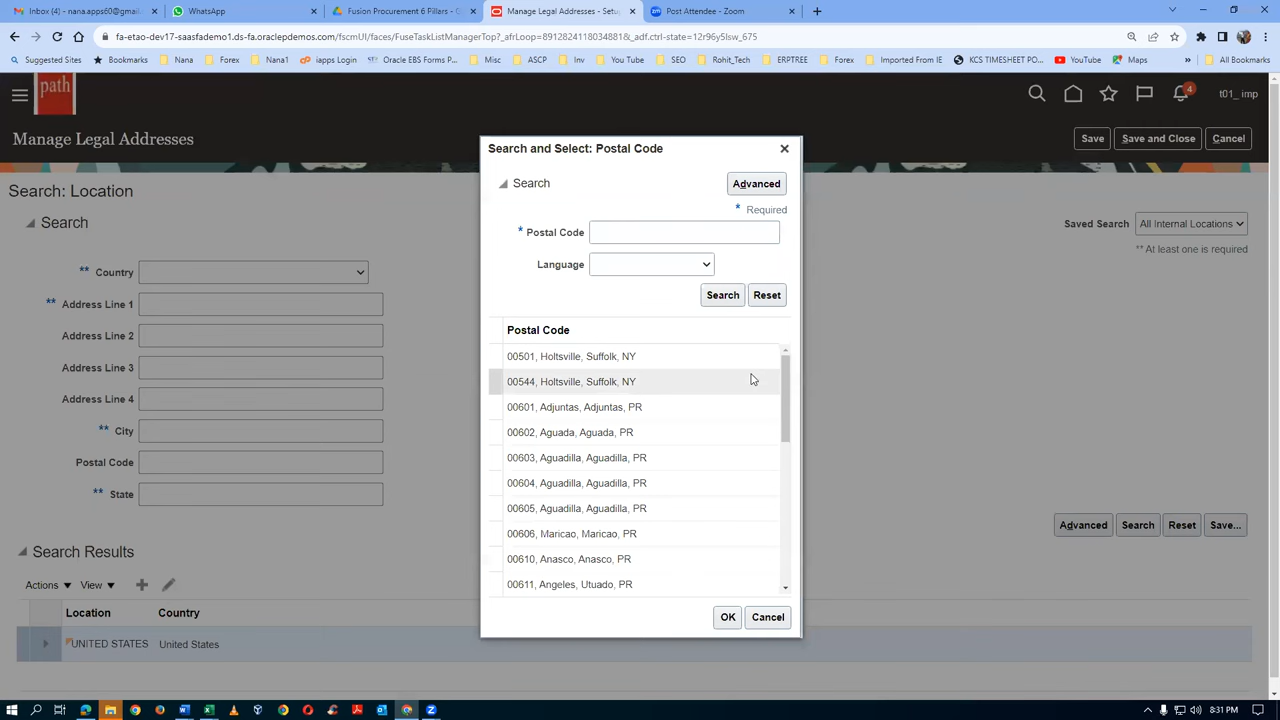 Inbox (4) - nana.apps60@gmail.
WhatsApp
Fusion Procurement 6 Pillars - G
Legal Addresses - Setu
Post Attendee - Zoom
fa-etao-dev17-saasfademo1.ds-fa.oraclepdemos.com/fscmUI/faces/FuseTaskListManagerTop?_afrLoop=8912824118034881&_adf.ctrl-state=12r96y5lsw_675
Suggested Sites Bookmarks Nana Forex Nana1 iapps Login Oracle EBS Forms P... Misc ASCP Inv You Tube SEO Rohit_Tech ERPTREE Forex Imported From IE KCS TIMESHEET PO... YouTube Maps » All Bookmarks
path
4
t01_ imp
Manage Legal Addresses
Save
Save and Close
Cancel
Search: Location
Search
Saved Search All Internal Locations
** At least one is required
** Country
** Address Line 1
Address Line 2
Address Line 3
Address Line 4
** City
Postal Code
** State
Advanced Search Reset Save...
Search Results
Actions View
Location Country
UNITED STATES United States
Search and Select: Postal Code
Search
Advanced
* Required
* Postal Code
Language
Search Reset
Postal Code
00501, Holtsville, Suffolk, NY
00544, Holtsville, Suffolk, NY
00601, Adjuntas, Adjuntas, PR
00602, Aguada, Aguada, PR
00603, Aguadilla, Aguadilla, PR
00604, Aguadilla, Aguadilla, PR
00605, Aguadilla, Aguadilla, PR
00606, Maricao, Maricao, PR
00610, Anasco, Anasco, PR
00611, Angeles, Utuado, PR
OK Cancel
8:31 PM